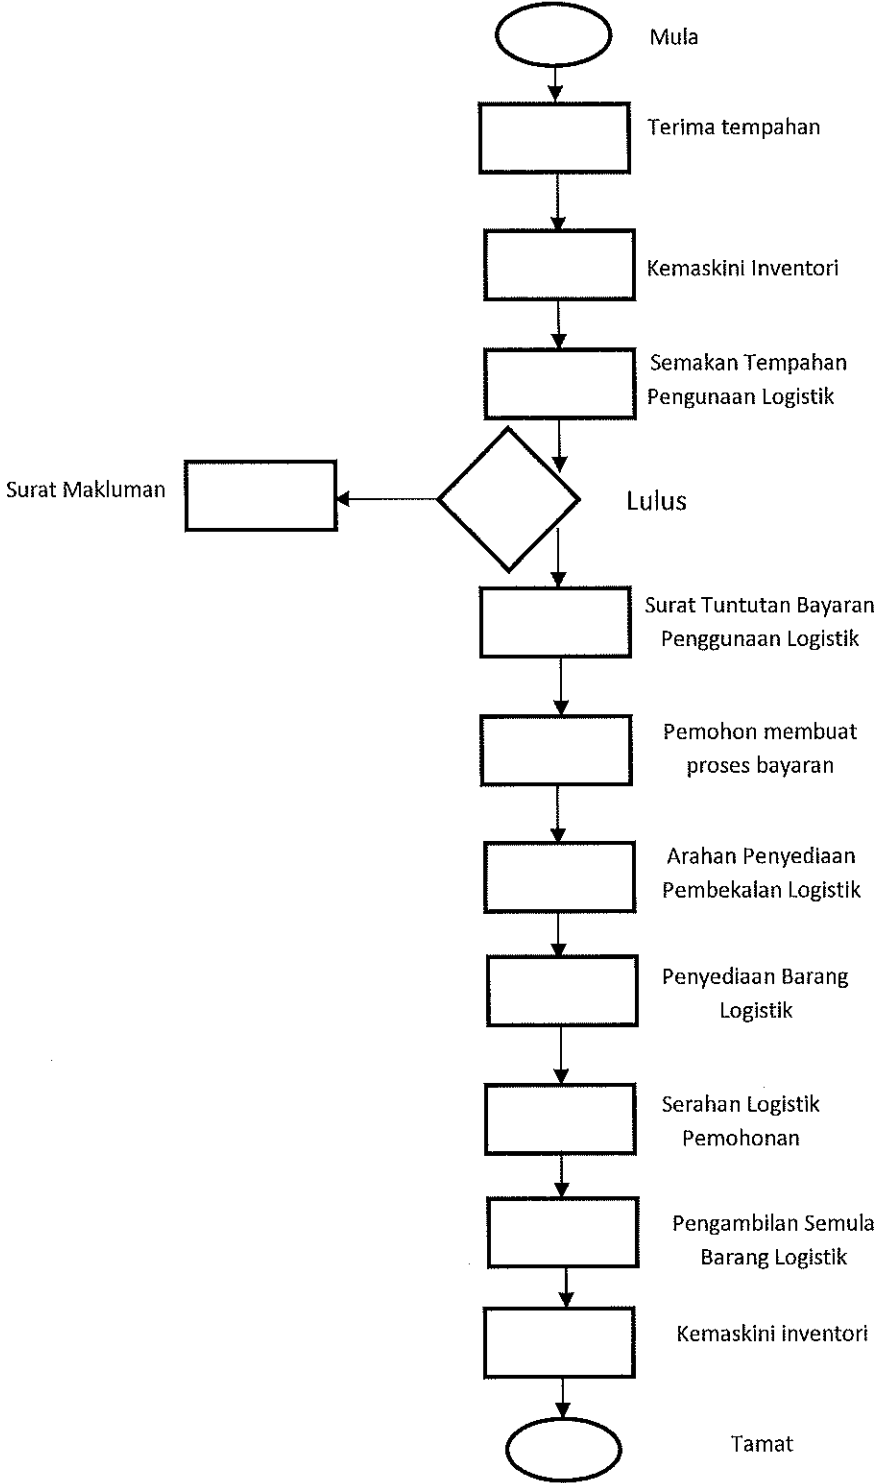 Mula
Terima tempahan
Kemaskini Inventori
Semakan Tempahan
Pengunaan Logistik
Surat Makluman
Lulus
Surat Tuntutan Bayaran
Penggunaan Logistik
Pemohon membuat
proses bayaran
Arahan Penyediaan
Pembekalan Logistik
Penyediaan Barang
Logistik
Serahan Logistik
Pemohonan
Pengambilan Semula
Barang Logistik
Kemaskini inventori
Tamat